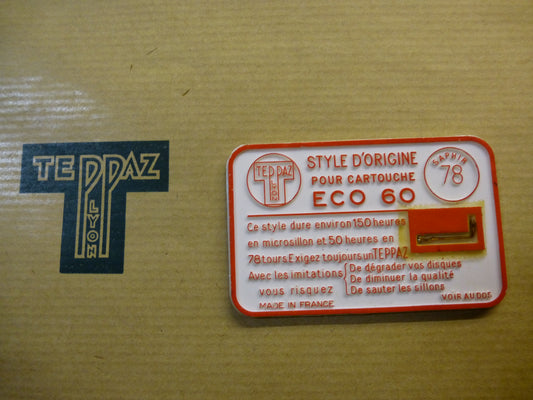 TEPPAZ
LYON
TEPPAZ
LYON
STYLE D'ORIGINE
POUR CARTOUCHE
ECO 60
SAPHIR
78
Ce style dure environ 150 heures
en microsillon et 50 heures en
78 tours. Exigez toujours un TEPPAZ
Avec les imitations { De dégrader vos disques
vous risquez { De diminuer la qualité
De sauter les sillons
MADE IN FRANCE
VOIR AU DOS